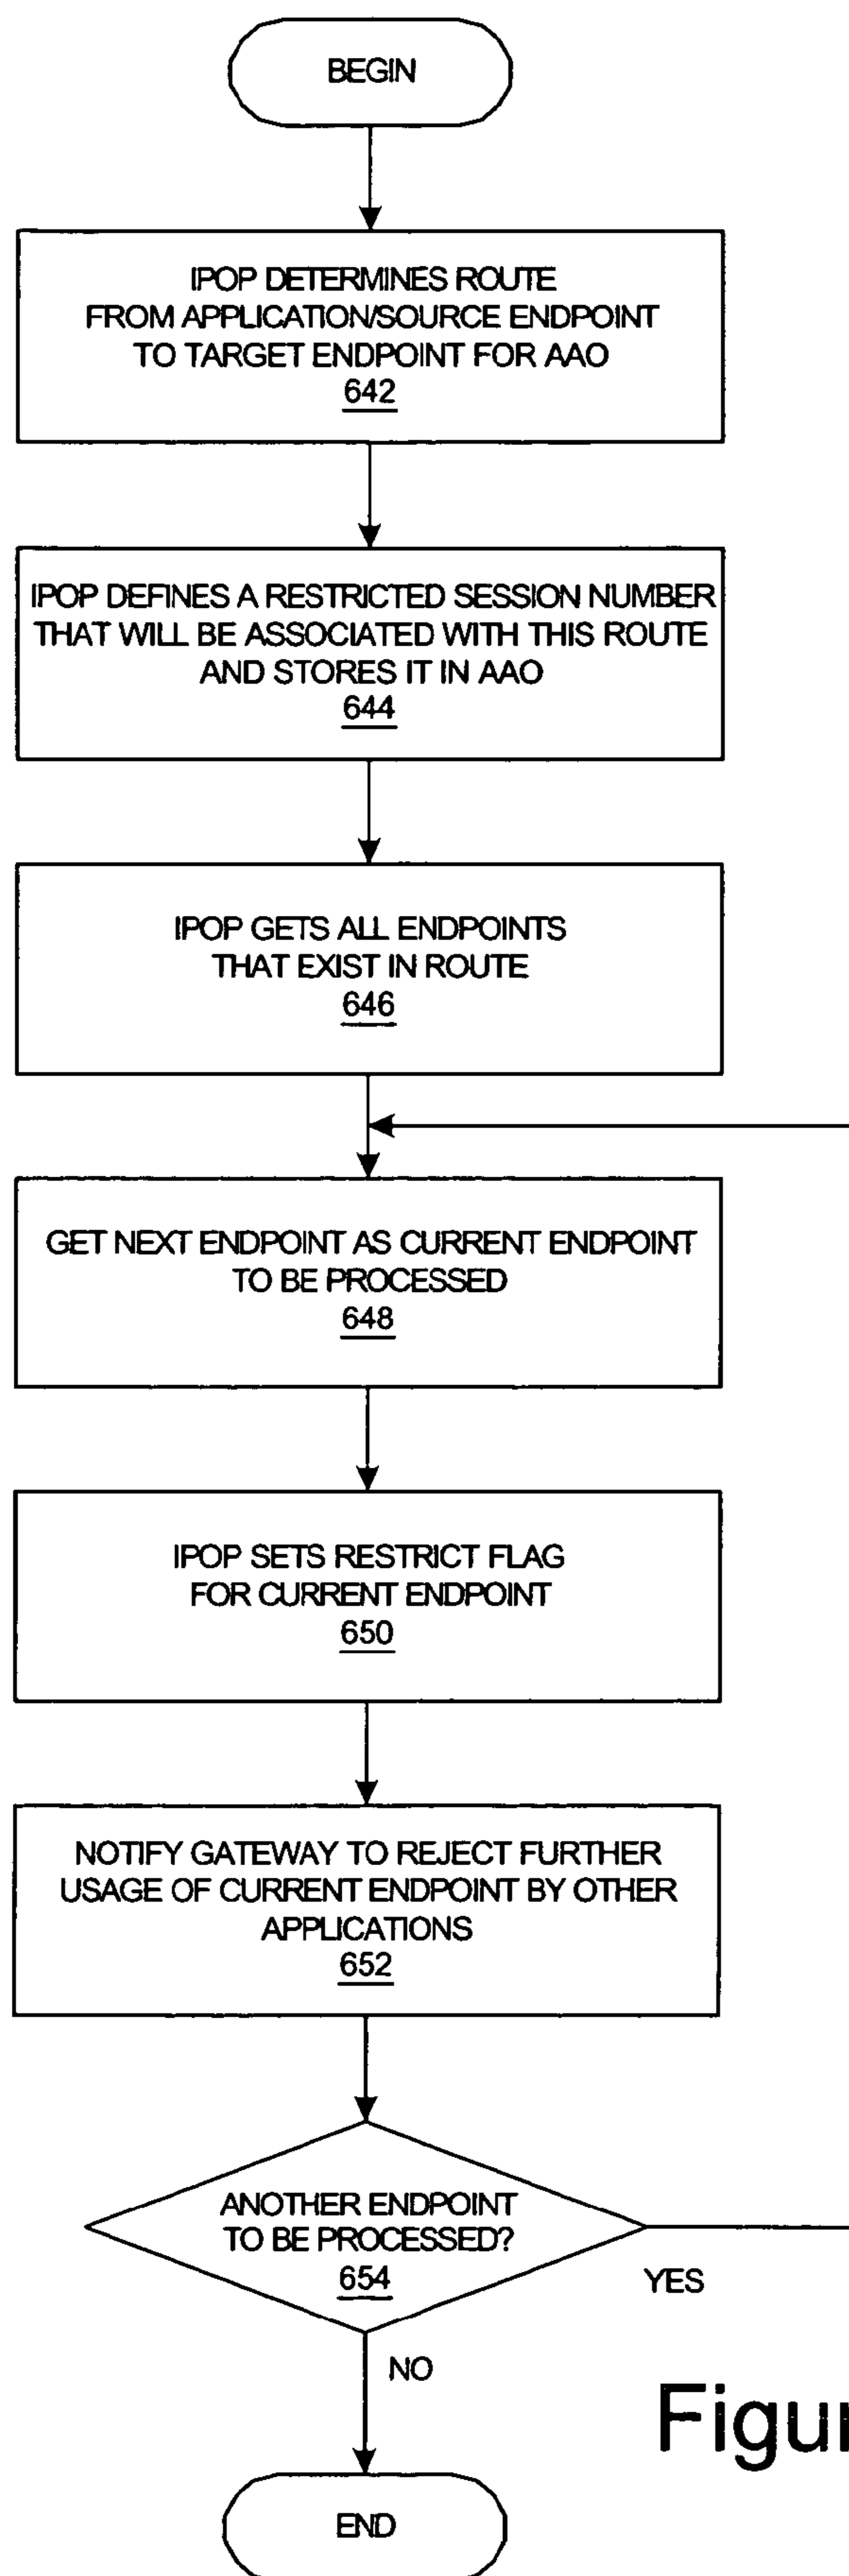 BEGIN
IPOP DETERMINES ROUTE
FROM APPLICATION/SOURCE ENDPOINT
TO TARGET ENDPOINT FOR AAO
642
IPOP DEFINES A RESTRICTED SESSION NUMBER
THAT WILL BE ASSOCIATED WITH THIS ROUTE
AND STORES IT IN AAO
644
IPOP GETS ALL ENDPOINTS
THAT EXIST IN ROUTE
646
GET NEXT ENDPOINT AS CURRENT ENDPOINT
TO BE PROCESSED
648
IPOP SETS RESTRICT FLAG
FOR CURRENT ENDPOINT
650
NOTIFY GATEWAY TO REJECT FURTHER
USAGE OF CURRENT ENDPOINT BY OTHER
APPLICATIONS
652
ANOTHER ENDPOINT
TO BE PROCESSED?
654
YES
NO
END